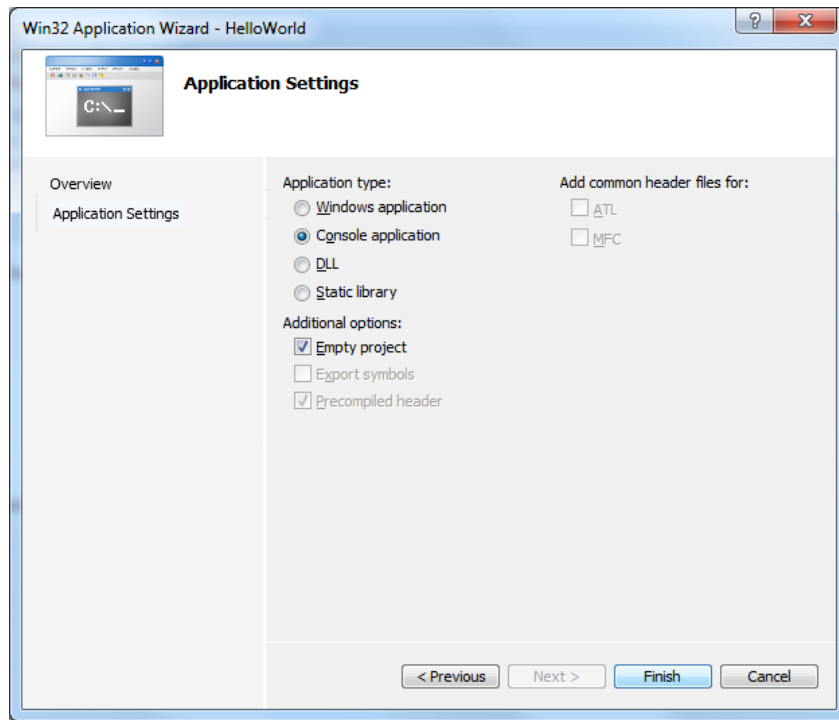 Win32 Application Wizard - HelloWorld
C:\_
Application Settings
Overview
Application Settings
Application type:
Windows application
Console application
DLL
Static library
Additional options:
Empty project
Export symbols
Precompiled header
Add common header files for:
ATL
MFC
< Previous
Next >
Finish
Cancel